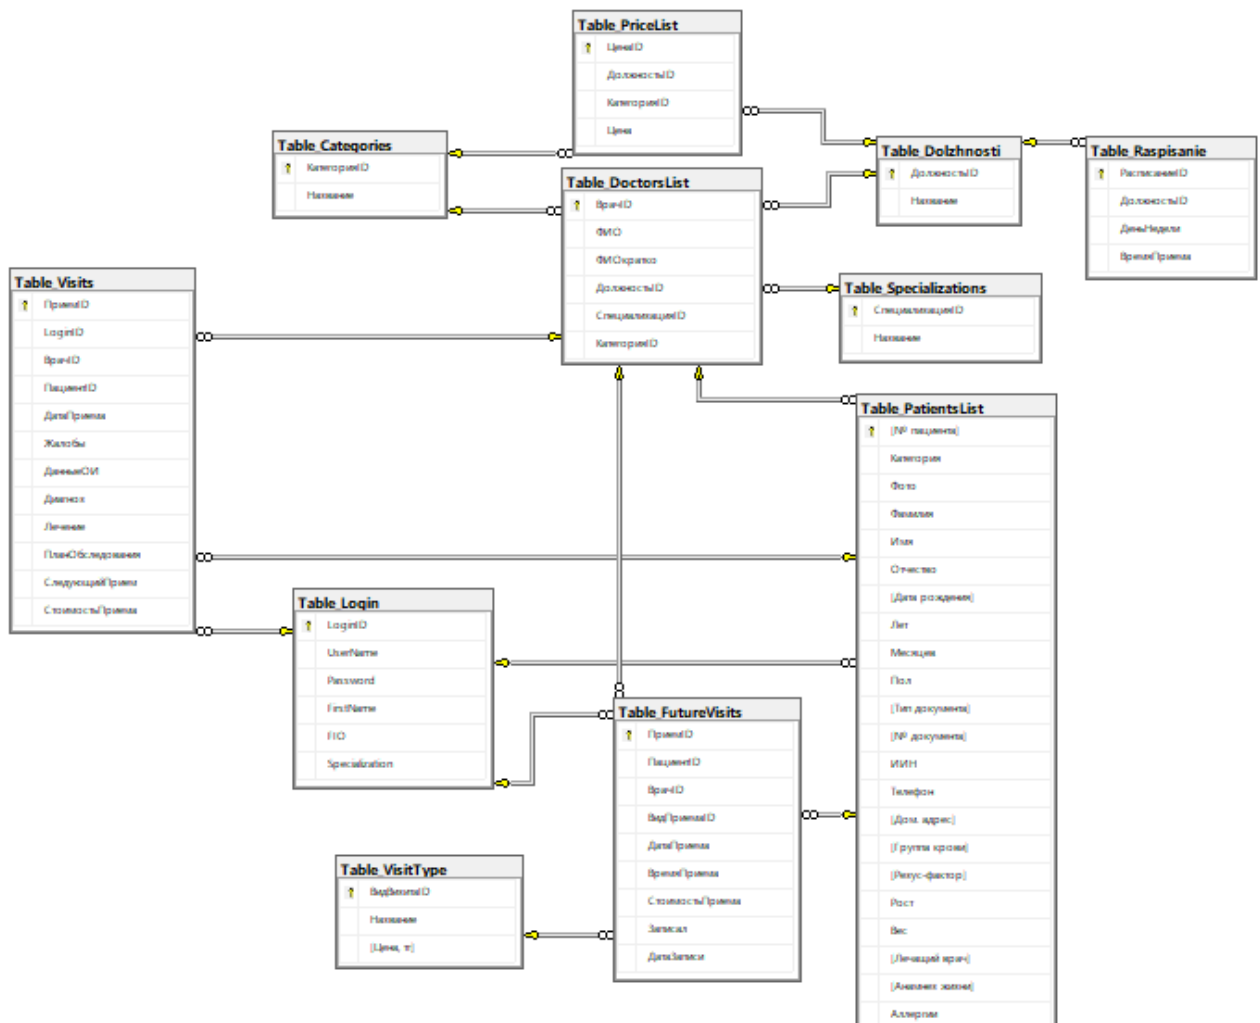 Table_PriceList
ЦенаID
ДолжностьID
КатегорияID
Цена
Table_Categories
КатегорияID
Название
Table_DoctorsList
ВрачID
ФИО
ФИОкратко
ДолжностьID
СпециализацияID
КатегорияID
Table_Dolzhnosti
ДолжностьID
Название
Table_Raspisanie
РасписаниеID
ДолжностьID
ДеньНедели
ВремяПриема
Table_Specializations
СпециализацияID
Название
Table_Visits
ПриемID
LoginID
ВрачID
ПациентID
ДатаПриема
Жалобы
ДанныеОИ
Диагноз
Лечение
ПланОбследования
СледующийПрием
СтоимостьПриема
Table_Login
LoginID
UserName
Password
FirstName
FIO
Specialization
Table_FutureVisits
ПриемID
ПациентID
ВрачID
ВидПриемаID
ДатаПриема
ВремяПриема
СтоимостьПриема
Записал
ДатаЗаписи
Table_VisitType
ВидВизитаID
Название
[Цена, тг]
Table_PatientsList
[№ пациента]
Категория
Фото
Фамилия
Имя
Отчество
[Дата рождения]
Лет
Месяцев
Пол
[Тип документа]
[№ документа]
ИИН
Телефон
[Дом. адрес]
[Группа крови]
[Резус-фактор]
Рост
Вес
[Лечащий врач]
[Анамнез жизни]
Аллергии